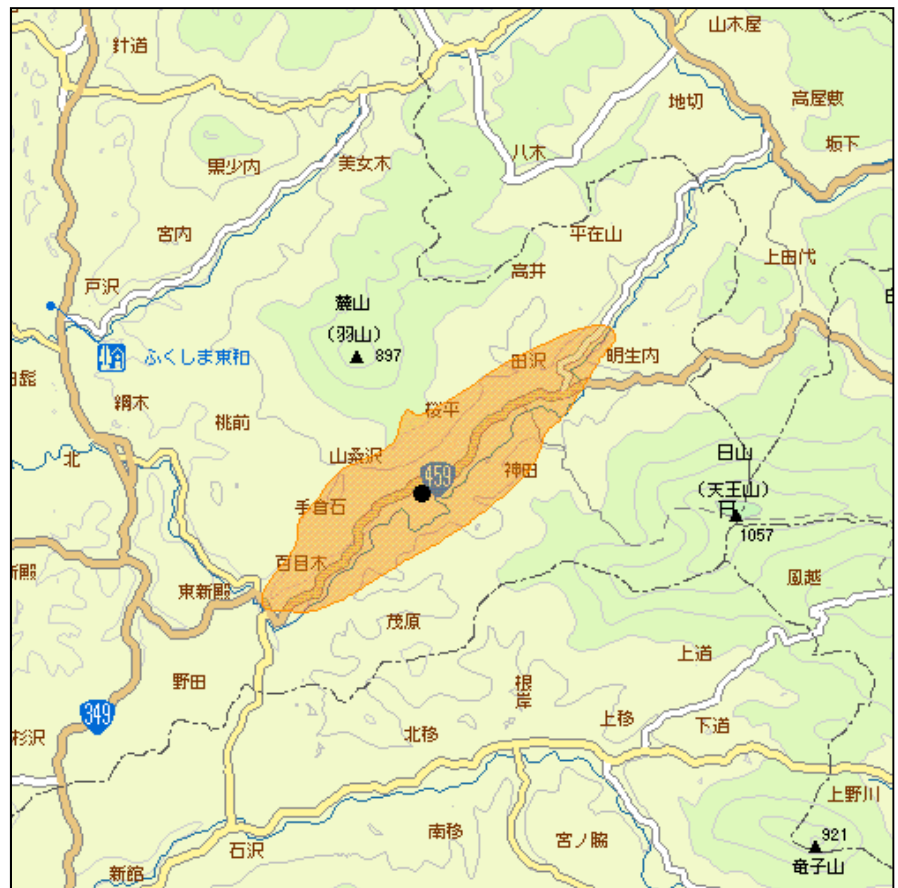 山木屋
針道
地切
高屋敷
坂下
八木
美女木
黒少内
宮内
平在山
上田代
高井
戸沢
麓山
(羽山)
897
ふくしま東和
田沢
明生内
綱木
桃前
桜平
北
山桑沢
459
神田
日山
(天王山)
1057
手倉石
百目木
東新殿
風越
茂原
上道
野田
根岸
349
上移
下道
杉沢
北移
上野川
南移
宮ノ脇
921
竜子山
石沢
新館